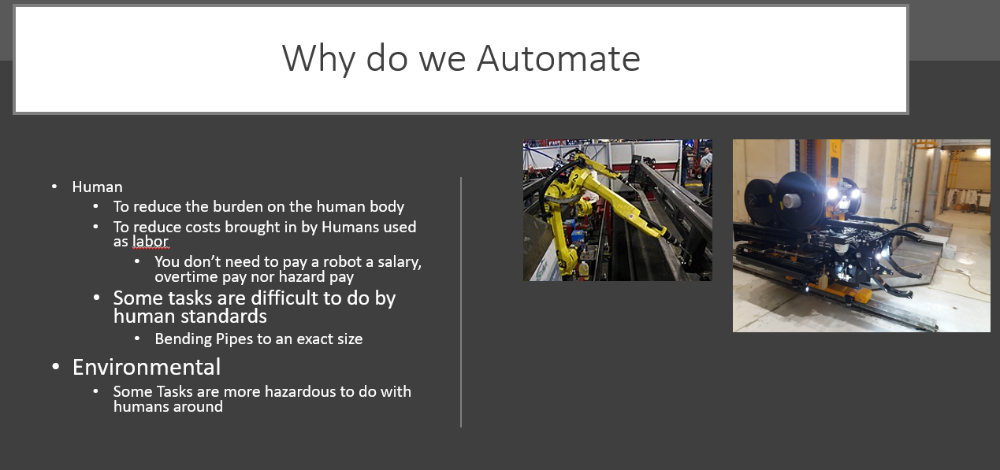 Why do we Automate
• Human
• To reduce the burden on the human body
• To reduce costs brought in by Humans used
as labor
• You don’t need to pay a robot a salary,
overtime pay nor hazard pay
• Some tasks are difficult to do by
human standards
• Bending Pipes to an exact size
• Environmental
• Some Tasks are more hazardous to do with
humans around
2